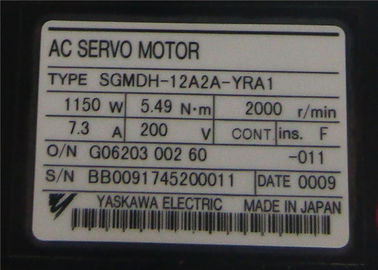 AC SERVO MOTOR
TYPE SGMDH-12A2A-YRA1
1150 W 5.49 N·m 2000 r/min
7.3 A 200 V CONT ins. F
O/N G06203 002 60 -011
S/N BB0091745200011 DATE 0009
YASKAWA ELECTRIC MADE IN JAPAN